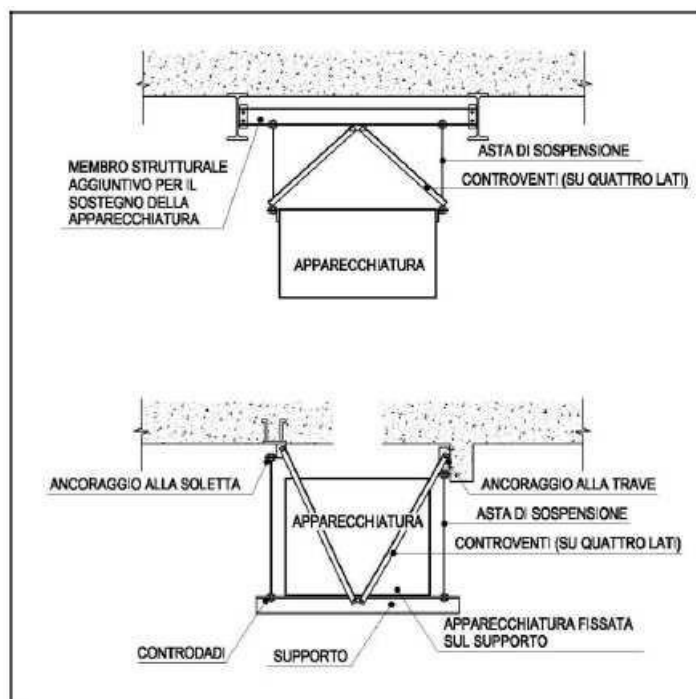 MEMBRO STRUTTURALE
AGGIUNTIVO PER IL
SOSTEGNO DELLA
APPARECCHIATURA
ASTA DI SOSPENSIONE
CONTROVENTI (SU QUATTRO LATI)
APPARECCHIATURA
ANCORAGGIO ALLA SOLETTA
APPARECCHIATURA
ANCORAGGIO ALLA TRAVE
ASTA DI SOSPENSIONE
CONTROVENTI (SU QUATTRO LATI)
APPARECCHIATURA FISSATA
SUL SUPPORTO
CONTRODADI
SUPPORTO